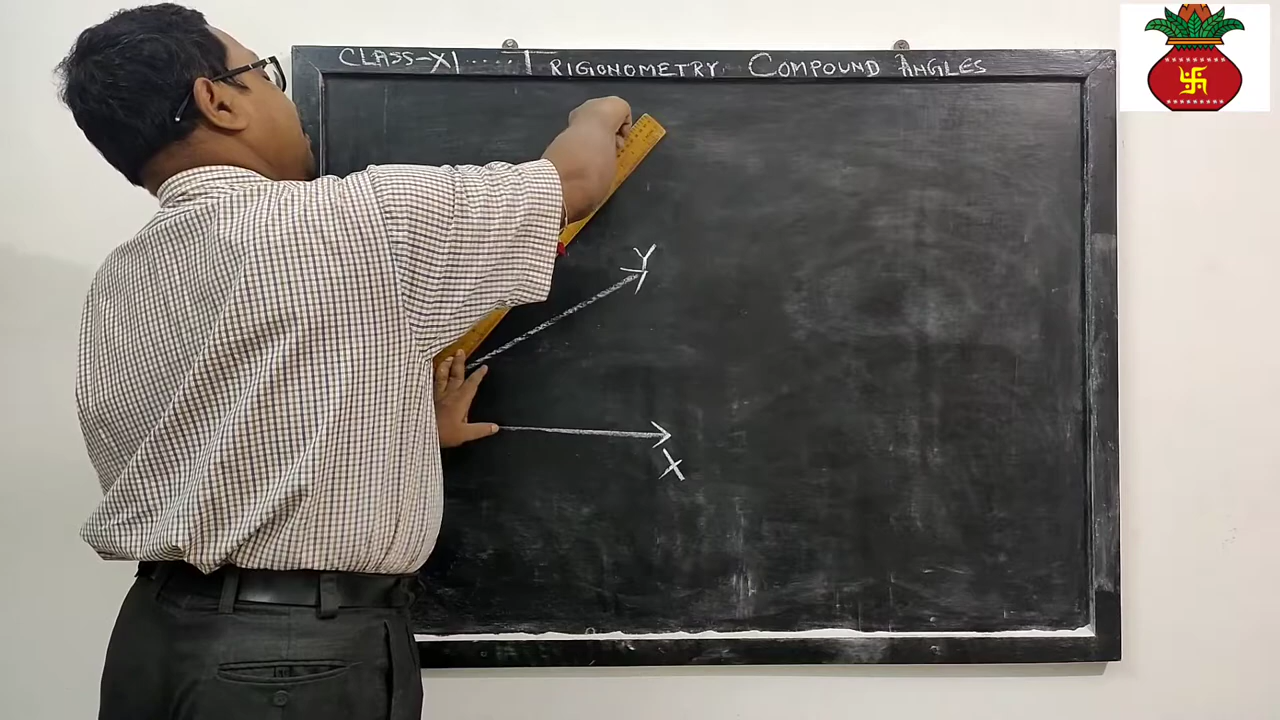 CLASS-XI ..... TRIGONOMETRY COMPOUND ANGLES
Y
X